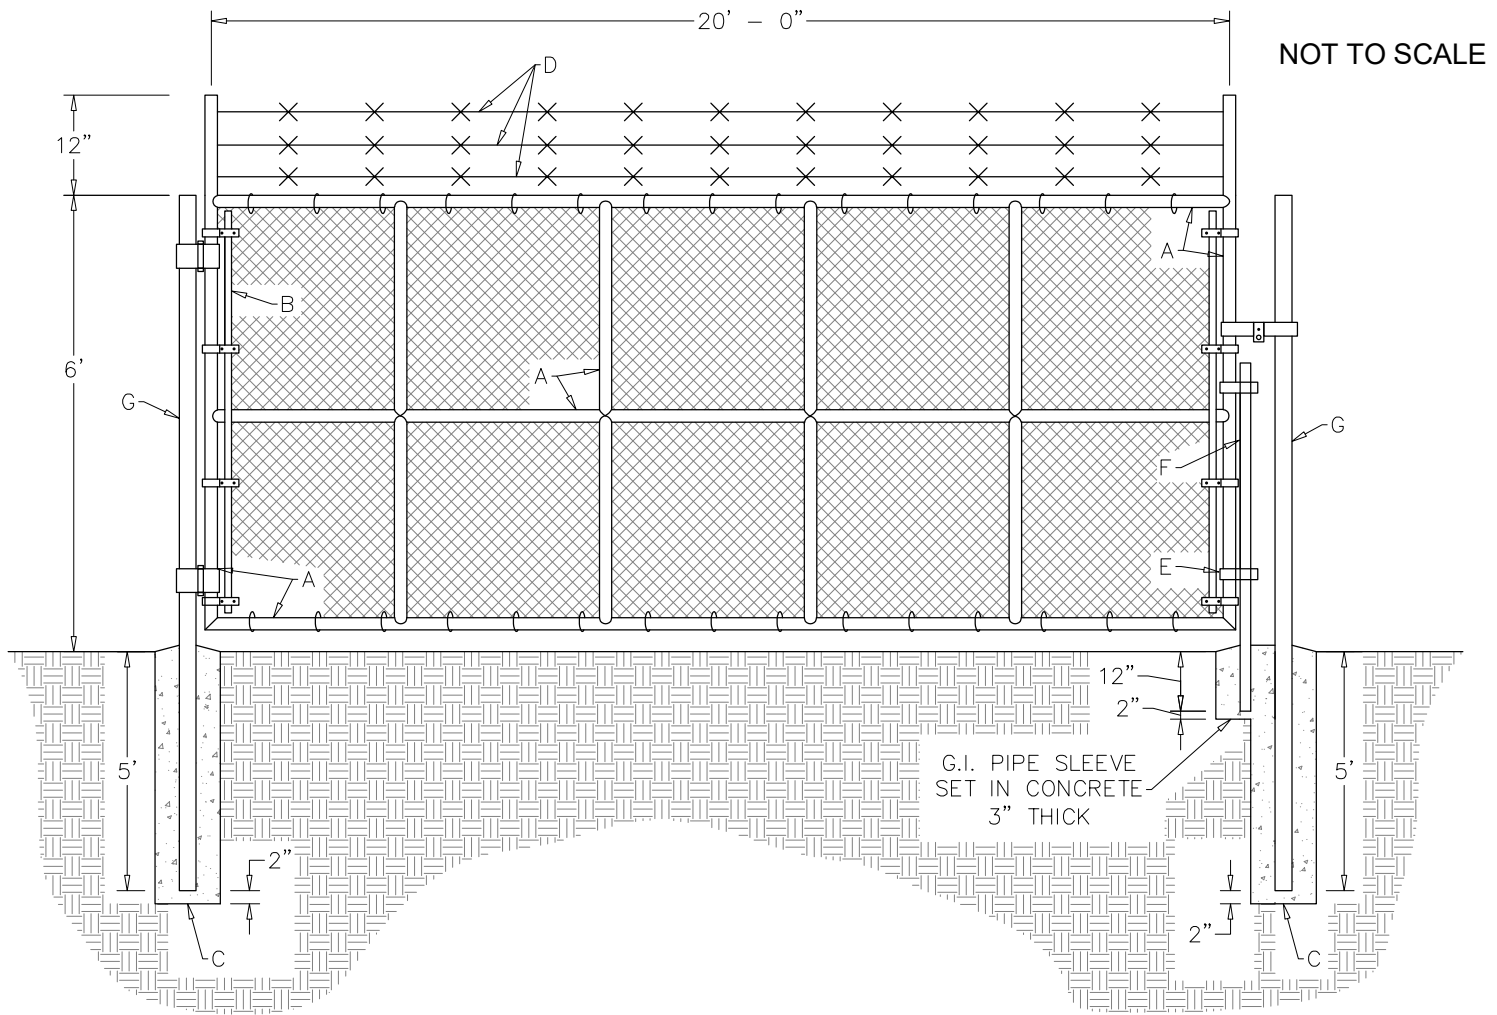 20' – 0"
NOT TO SCALE
D
12"
A
B
6'
A
G
G
F
E
A
12"
2"
5'
5'
G.I. PIPE SLEEVE
SET IN CONCRETE
3" THICK
2"
2"
C
C